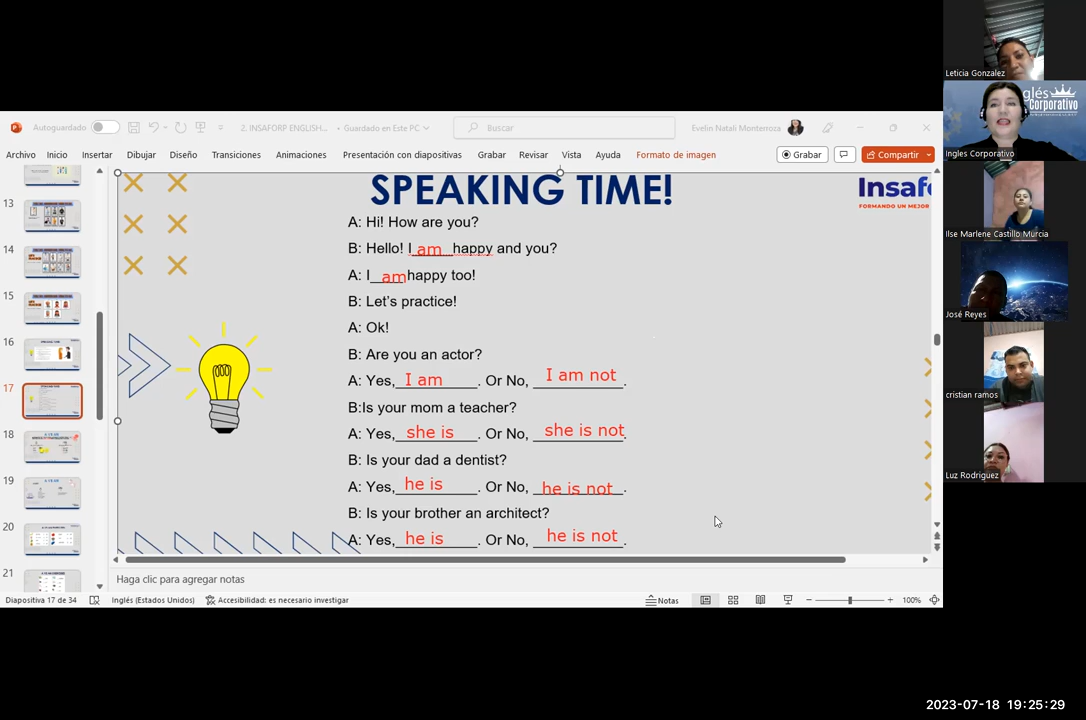 Autoguardado
2. INSAFORP ENGLISH... • Guardado en Este PC
Buscar
Evelin Natali Monterrosa
Archivo Inicio Insertar Dibujar Diseño Transiciones Animaciones Presentación con diapositivas Grabar Revisar Vista Ayuda Formato de imagen
Grabar
Compartir
13
14
15
16
17
18
19
20
21
SPEAKING TIME!
Insaf
FORMANDO UN MEJOR
A: Hi! How are you?
B: Hello! I am happy and you?
A: I am happy too!
B: Let's practice!
A: Ok!
B: Are you an actor?
A: Yes, I am. Or No, I am not.
B:Is your mom a teacher?
A: Yes, she is. Or No, she is not.
B: Is your dad a dentist?
A: Yes, he is. Or No, he is not.
B: Is your brother an architect?
A: Yes, he is. Or No, he is not.
Haga clic para agregar notas
Diapositiva 17 de 34 Inglés (Estados Unidos) Accesibilidad: es necesario investigar Notas 100%
Leticia Gonzalez
glés
Corporativo
Ingles Corporativo
Ilse Marlene Castillo Murcia
José Reyes
cristian ramos
Luz Rodriguez
2023-07-18 19:25:29